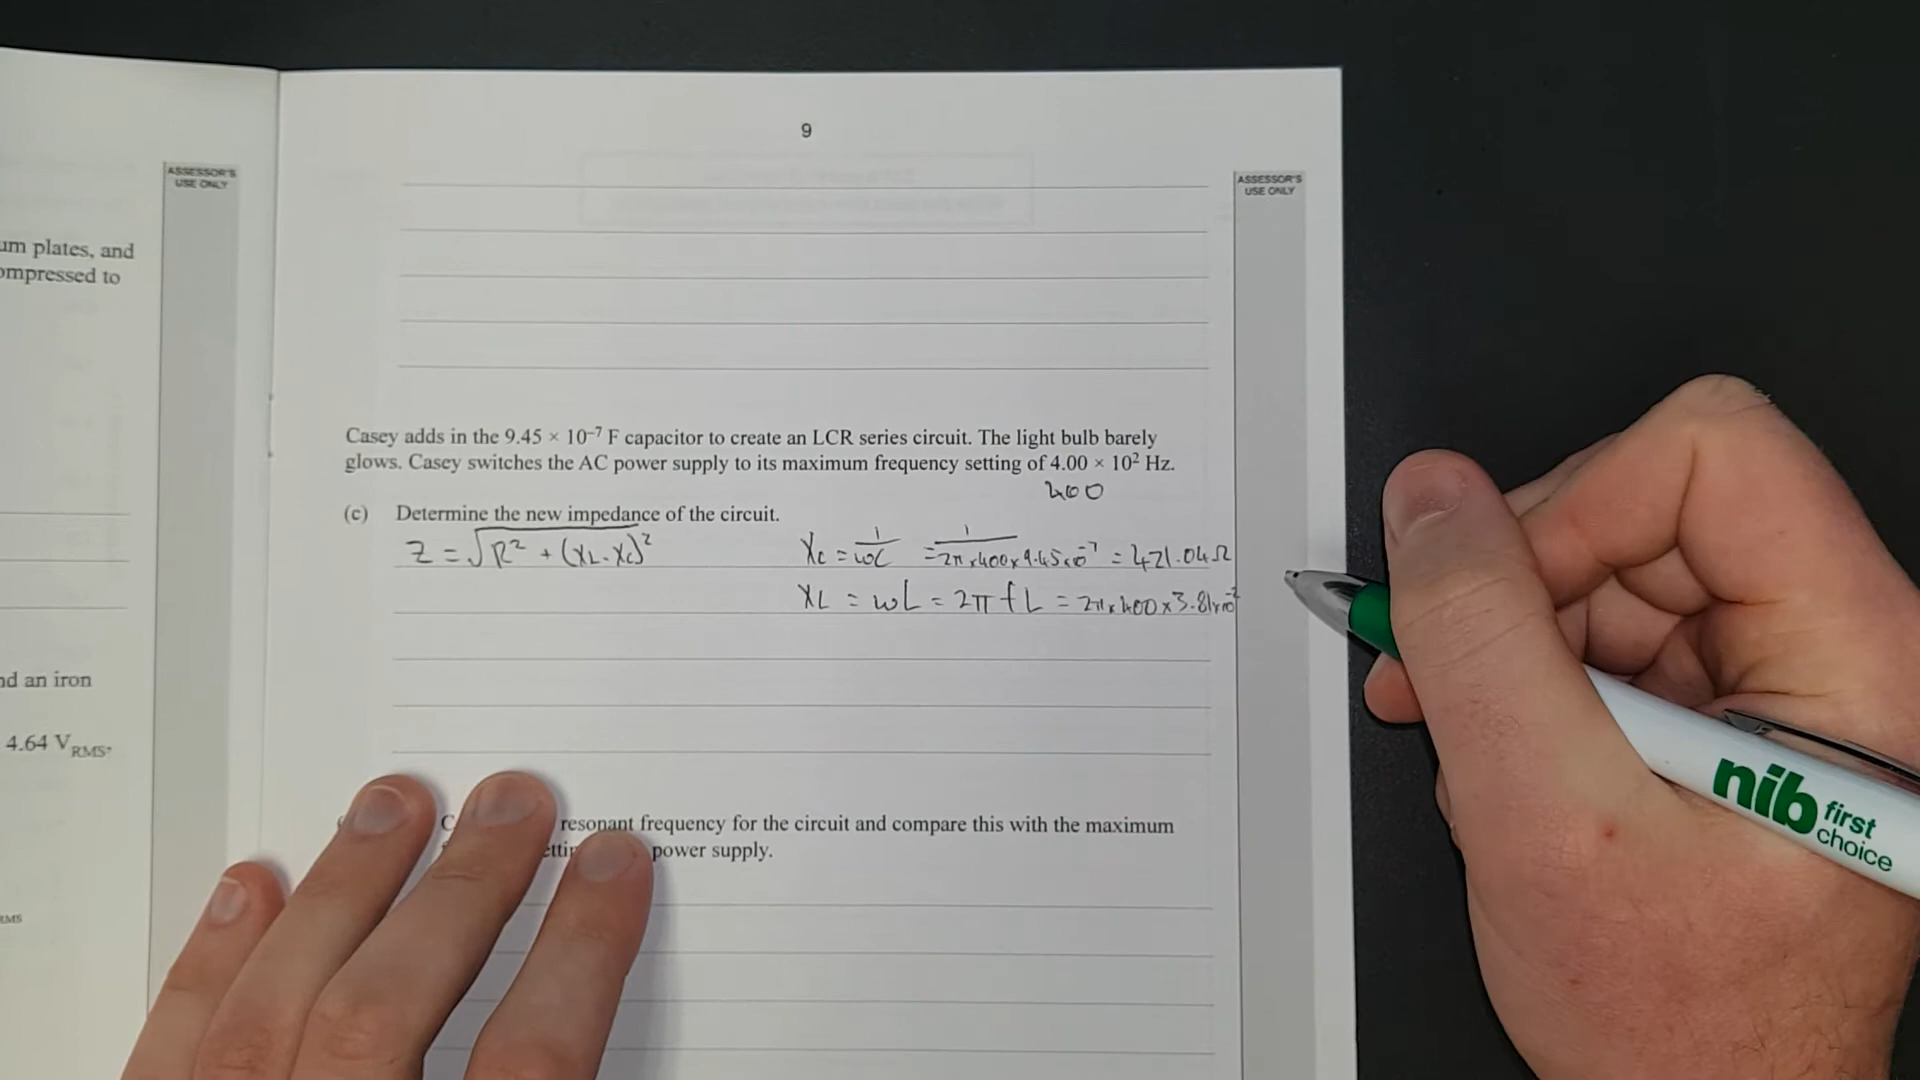 9
ASSESSOR'S
USE ONLY
ASSESSOR'S
USE ONLY
um plates, and
ompressed to
nd an iron
4.64 V_RMS,
RMS
Casey adds in the 9.45 × 10⁻⁷ F capacitor to create an LCR series circuit. The light bulb barely
glows. Casey switches the AC power supply to its maximum frequency setting of 4.00 × 10² Hz.
400
(c) Determine the new impedance of the circuit.
Z = √R² + (XL - XC)²
XC = 1/ωC = 1/2π×400×9.45×10⁻⁷ = 421.04Ω
XL = ωL = 2πfL = 2π×400×3.81×10⁻²
C resonant frequency for the circuit and compare this with the maximum
ettin power supply.
nib first
choice